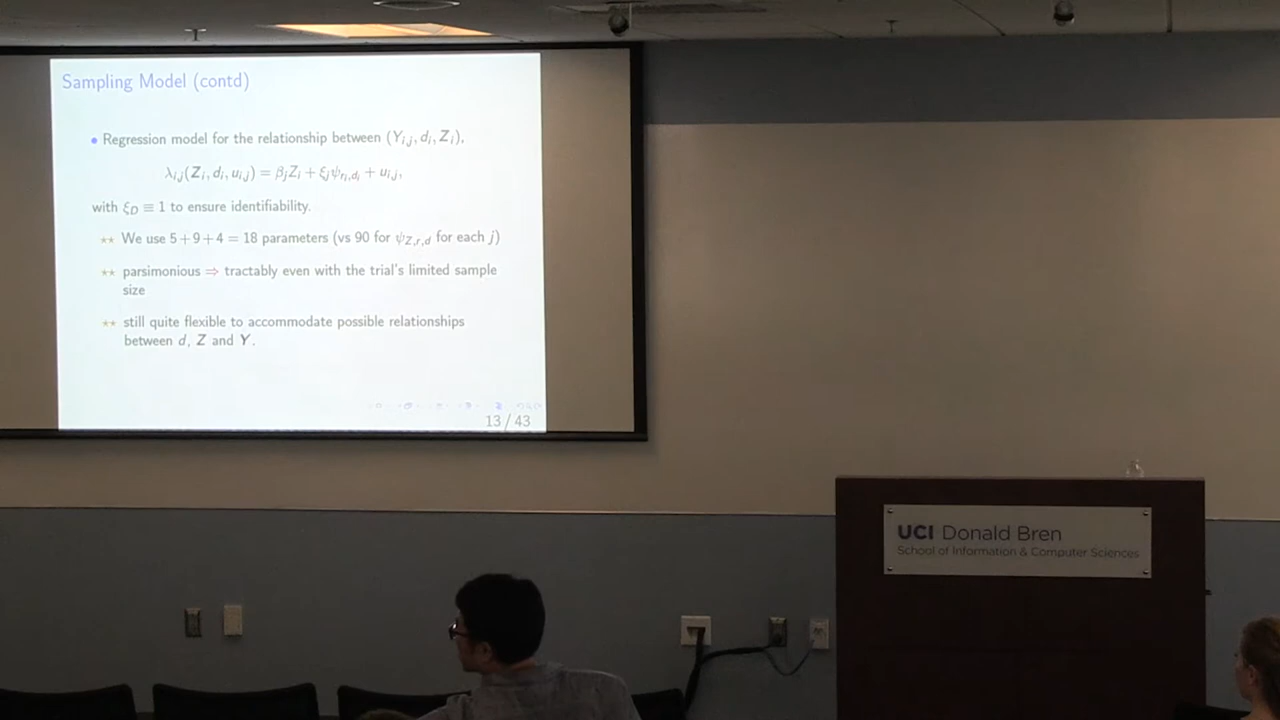 Sampling Model (contd)
• Regression model for the relationship between (Y_{i,j}, d_i, Z_i),
λ_{i,j}(Z_i, d_i, u_{i,j}) = β_j Z_i + ξ_j ψ_{r_i,d_i} + u_{i,j},
with ξ_D ≡ 1 to ensure identifiability.
⋆⋆ We use 5 + 9 + 4 = 18 parameters (vs 90 for ψ_{Z,r,d} for each j)
⋆⋆ parsimonious ⇒ tractably even with the trial's limited sample
size
⋆⋆ still quite flexible to accommodate possible relationships
between d, Z and Y.
13 / 43
UCI Donald Bren
School of Information & Computer Sciences